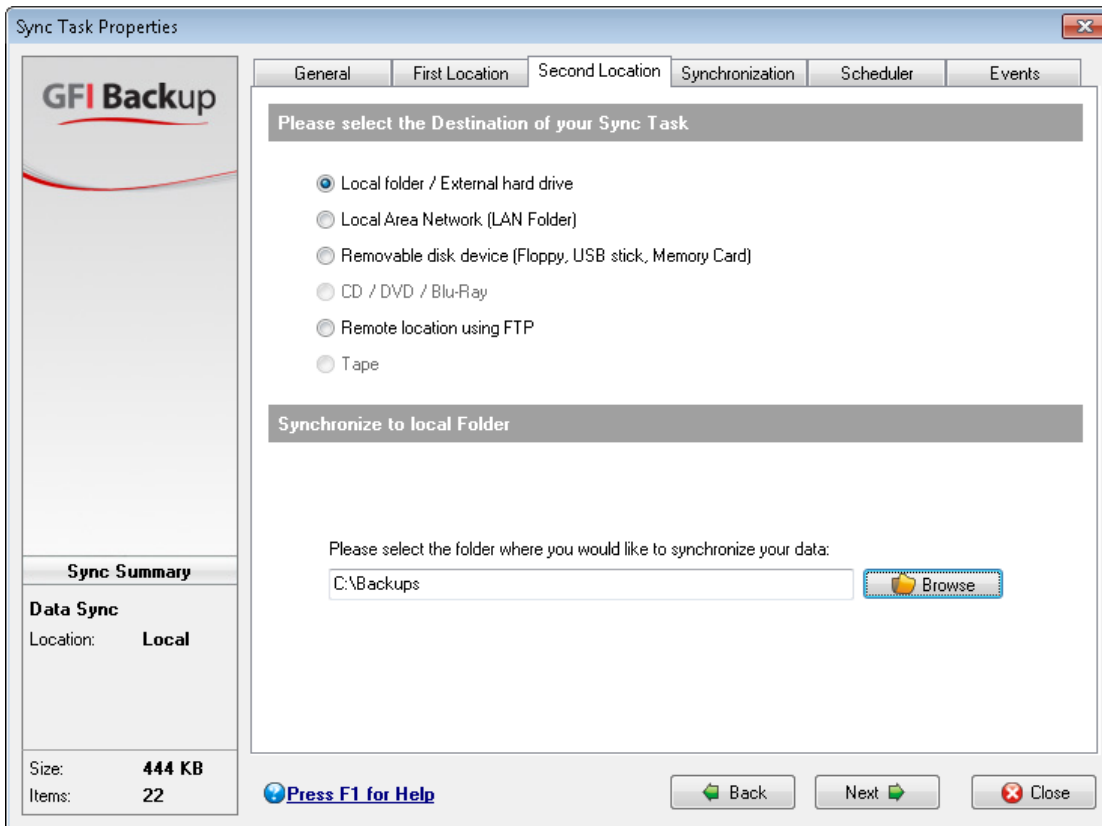 Sync Task Properties
GFI Backup
General First Location Second Location Synchronization Scheduler Events
Please select the Destination of your Sync Task
Local folder / External hard drive
Local Area Network (LAN Folder)
Removable disk device (Floppy, USB stick, Memory Card)
CD / DVD / Blu-Ray
Remote location using FTP
Tape
Synchronize to local Folder
Please select the folder where you would like to synchronize your data:
C:\Backups Browse
Sync Summary
Data Sync
Location: Local
Size: 444 KB
Items: 22
Press F1 for Help
Back Next Close